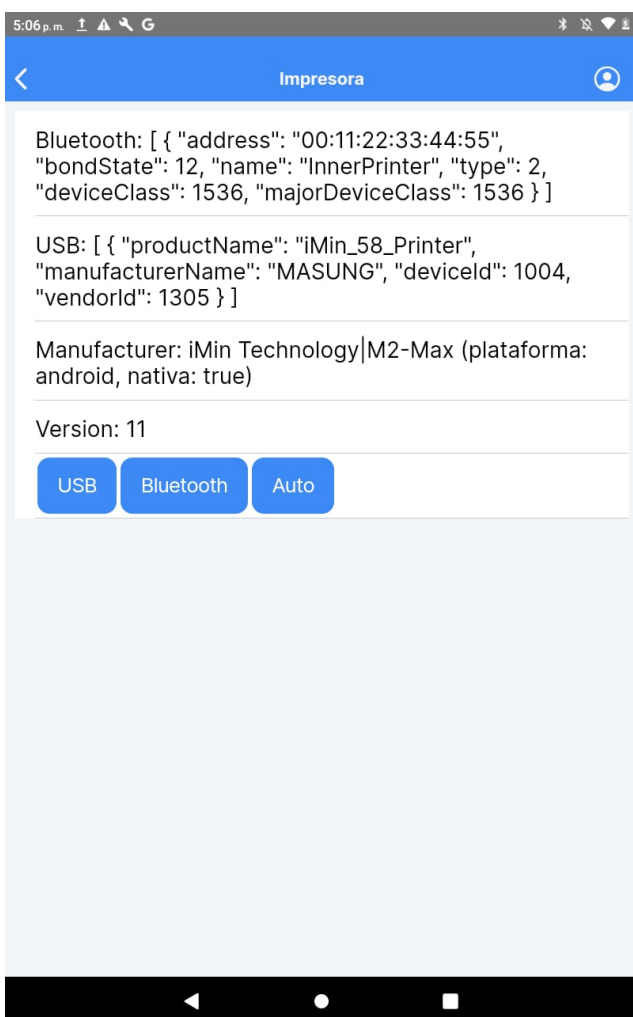 5:06 p. m.
Impresora
Bluetooth: [ { "address": "00:11:22:33:44:55",
"bondState": 12, "name": "InnerPrinter", "type": 2,
"deviceClass": 1536, "majorDeviceClass": 1536 } ]
USB: [ { "productName": "iMin_58_Printer",
"manufacturerName": "MASUNG", "deviceId": 1004,
"vendorId": 1305 } ]
Manufacturer: iMin Technology|M2-Max (plataforma:
android, nativa: true)
Version: 11
USB Bluetooth Auto